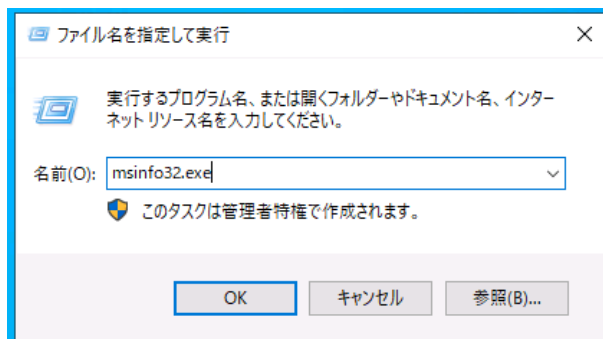 ファイル名を指定して実行
実行するプログラム名、または開くフォルダーやドキュメント名、インター
ネット リソース名を入力してください。
名前(O): msinfo32.exe
このタスクは管理者特権で作成されます。
OK キャンセル 参照(B)...